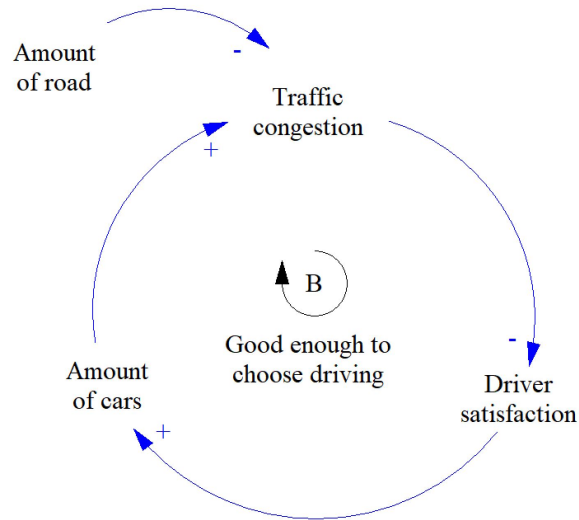 Amount
of road
-
Traffic
congestion
+
B
Good enough to
choose driving
-
Amount
of cars
Driver
satisfaction
+